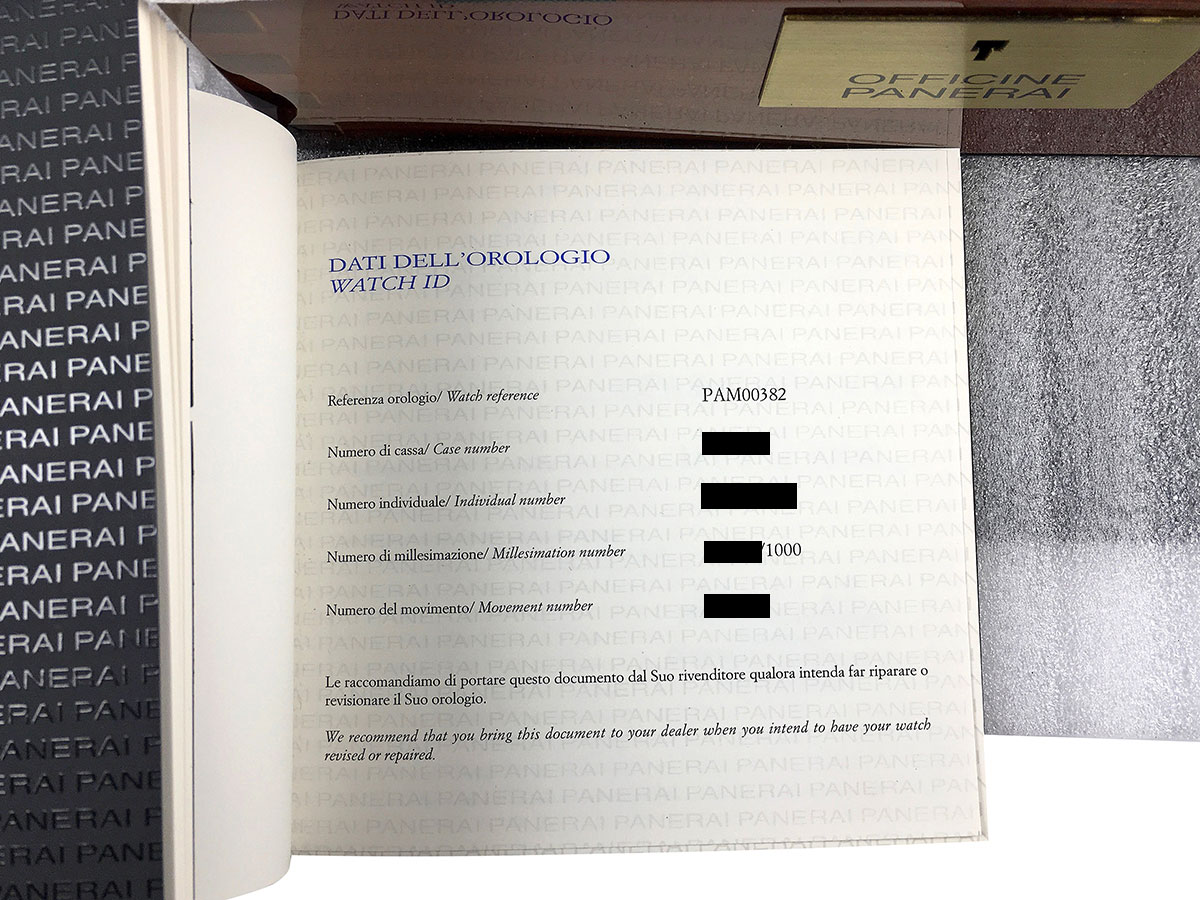 OFFICINE
PANERAI
DATI DELL'OROLOGIO
WATCH ID
Referenza orologio/ Watch reference PAM00382
Numero di cassa/ Case number
Numero individuale/ Individual number
Numero di millesimazione/ Millesimation number /1000
Numero del movimento/ Movement number
Le raccomandiamo di portare questo documento dal Suo rivenditore qualora intenda far riparare o
revisionare il Suo orologio.
We recommend that you bring this document to your dealer when you intend to have your watch
revised or repaired.